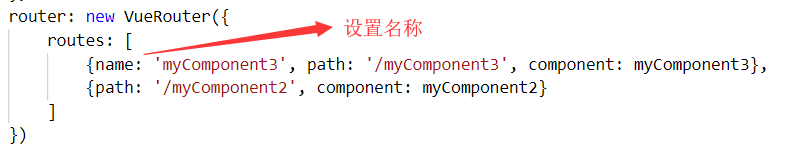 router: new VueRouter({
routes: [
设置名称
{name: 'myComponent3', path: '/myComponent3', component: myComponent3},
{path: '/myComponent2', component: myComponent2}
]
})